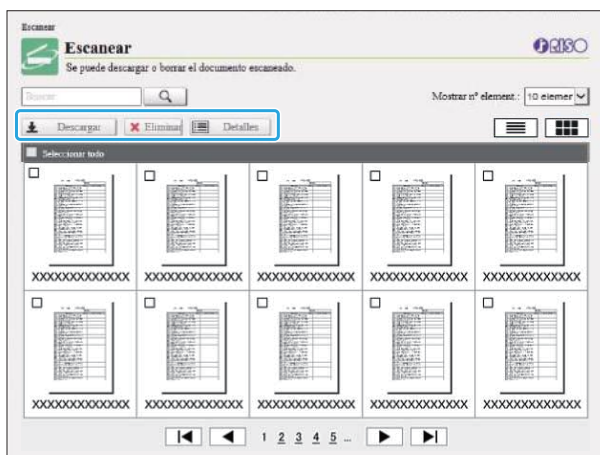 Escanear
Escanear
RISO
Se puede descargar o borrar el documento escaneado.
Buscar
Mostrar nº element.: 10 elemer
Descargar Eliminar Detalles
Seleccionar todo
XXXXXXXXXXXXX XXXXXXXXXXXXX XXXXXXXXXXXXX XXXXXXXXXXXXX XXXXXXXXXXXXX
XXXXXXXXXXXXX XXXXXXXXXXXXX XXXXXXXXXXXXX XXXXXXXXXXXXX XXXXXXXXXXXXX
1 2 3 4 5 ...